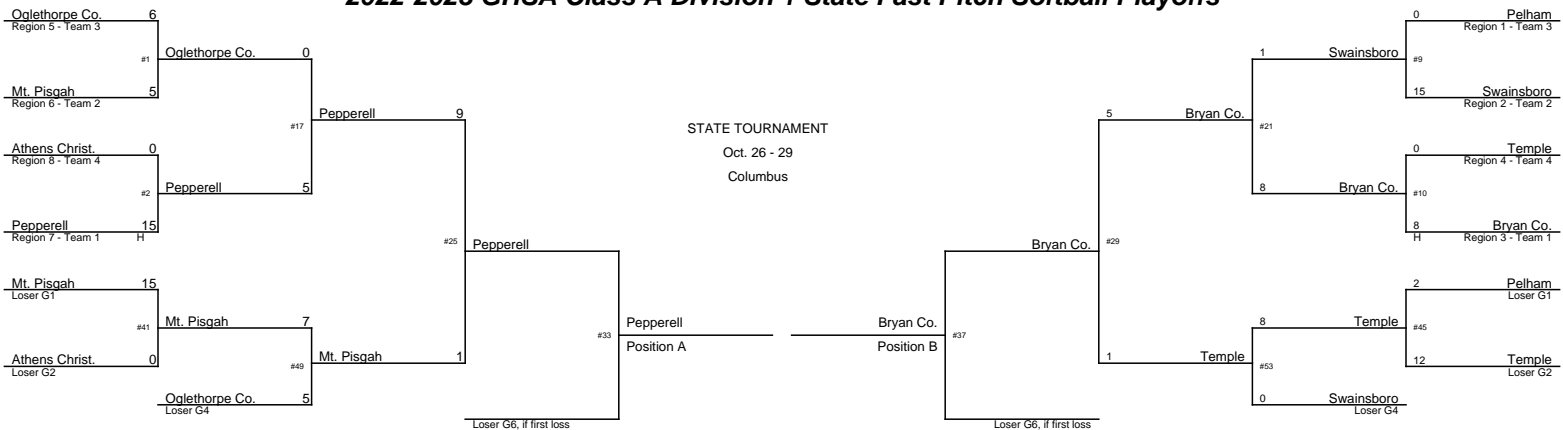 2022-2023 GHSA Class A Division 1 State Fast Pitch Softball Playoffs
Oglethorpe Co. 6
Region 5 - Team 3
#1
Oglethorpe Co. 0
Mt. Pisgah 5
Region 6 - Team 2
#17
Pepperell 9
Athens Christ. 0
Region 8 - Team 4
#2
Pepperell 5
Pepperell 15
Region 7 - Team 1 H
#25
Pepperell
Mt. Pisgah 15
Loser G1
#41
Mt. Pisgah 7
Athens Christ. 0
Loser G2
#49
Mt. Pisgah 1
Oglethorpe Co. 5
Loser G4
#33
Pepperell
Position A
Loser G6, if first loss
STATE TOURNAMENT
Oct. 26 - 29
Columbus
0 Pelham
Region 1 - Team 3
1 Swainsboro
#9
15 Swainsboro
Region 2 - Team 2
5 Bryan Co.
#21
0 Temple
Region 4 - Team 4
8 Bryan Co.
#10
8 Bryan Co.
H Region 3 - Team 1
Bryan Co.
#29
2 Pelham
Loser G1
8 Temple
#45
12 Temple
Loser G2
1 Temple
#53
0 Swainsboro
Loser G4
Bryan Co.
Position B
#37
Loser G6, if first loss